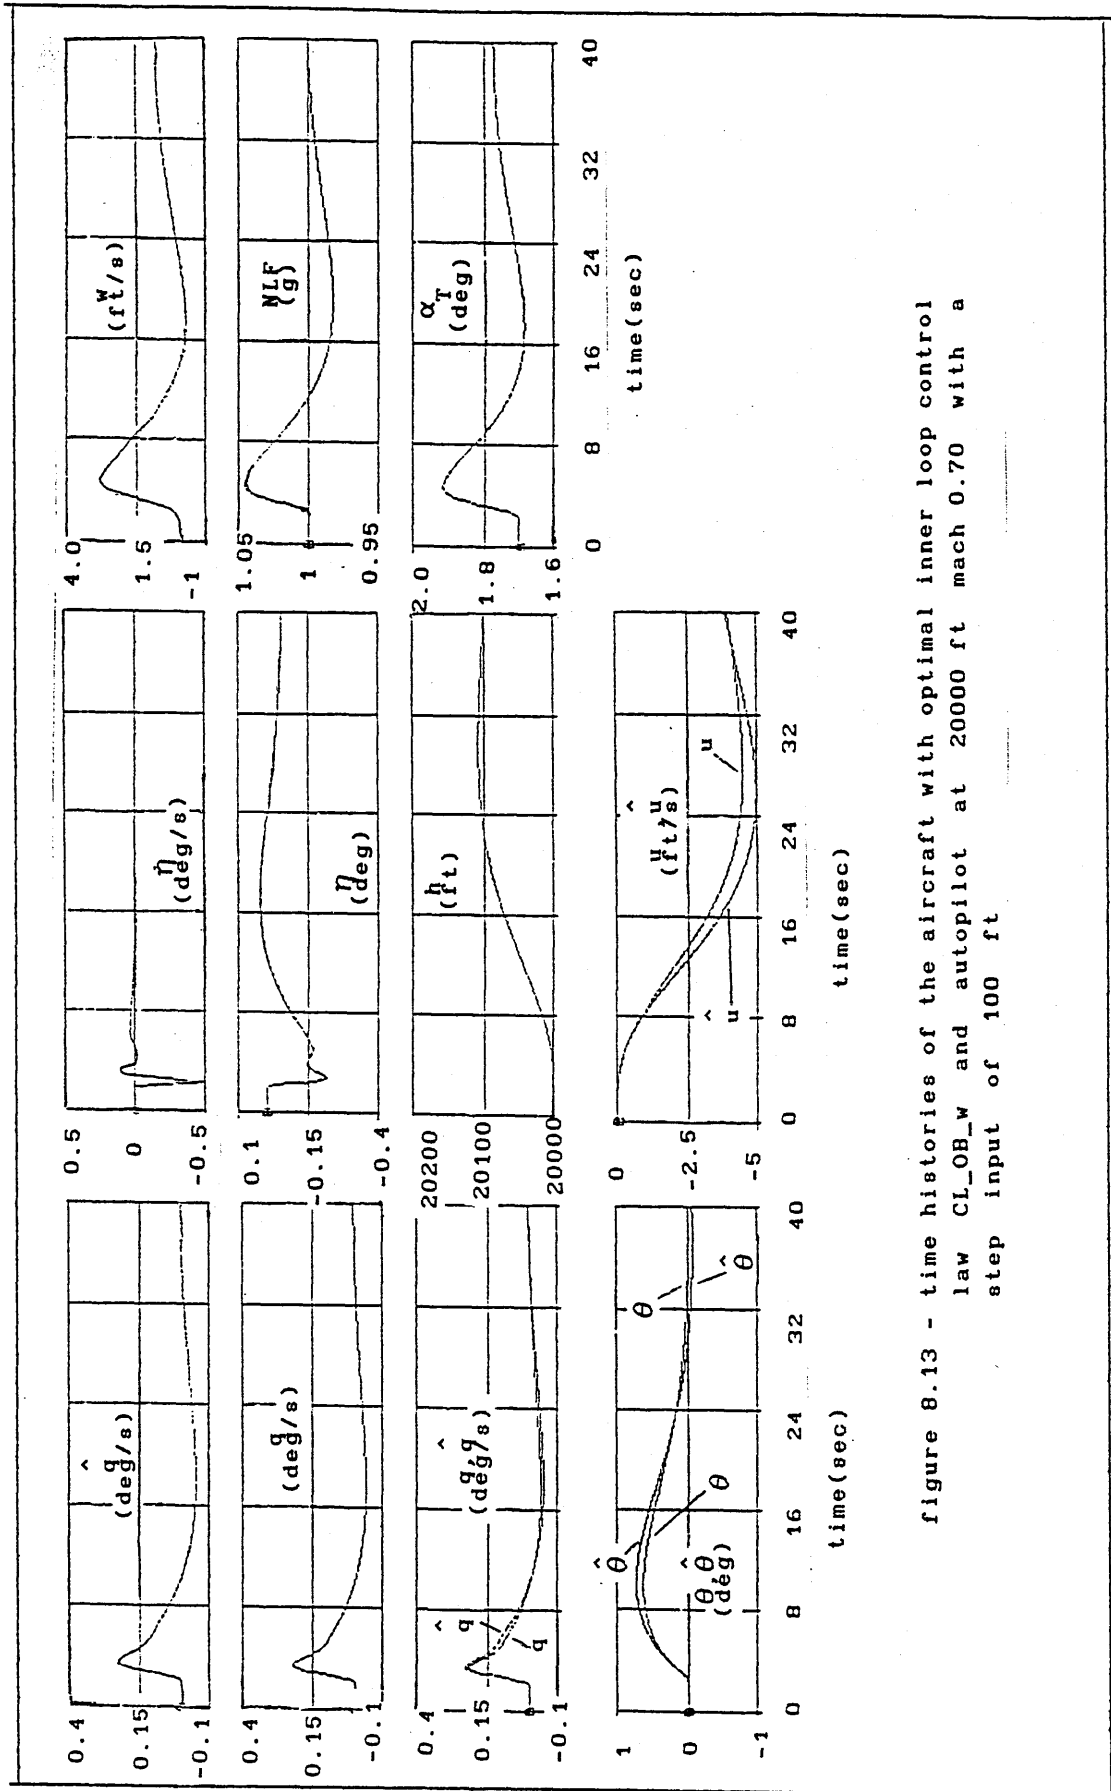 0.4
0.15
-0.1
q̂
(deg/s)
0.5
0
-0.5
η̇
(deg/s)
4.0
1.5
-1
w
(ft/s)
0.15
-0.1
q
(deg/s)
0.1
-0.15
-0.4
η
(deg)
1.05
1
0.95
NLF
(g)
0.4
0.15
-0.1
q̂
q
q,q̂
(deg/s)
20200
20100
20000
h
(ft)
2.0
1.8
1.6
α_T
(deg)
0 8 16 24 32 40
time(sec)
1
0
-1
θ,θ̂
(deg)
θ̂
θ
θ
θ̂
0 8 16 24 32 40
time(sec)
0
-2.5
-5
û
u,û
(ft/s)
u
0 8 16 24 32 40
time(sec)
figure 8.13 - time histories of the aircraft with optimal inner loop control
law CL_OB_w and autopilot at 20000 ft mach 0.70 with a
step input of 100 ft